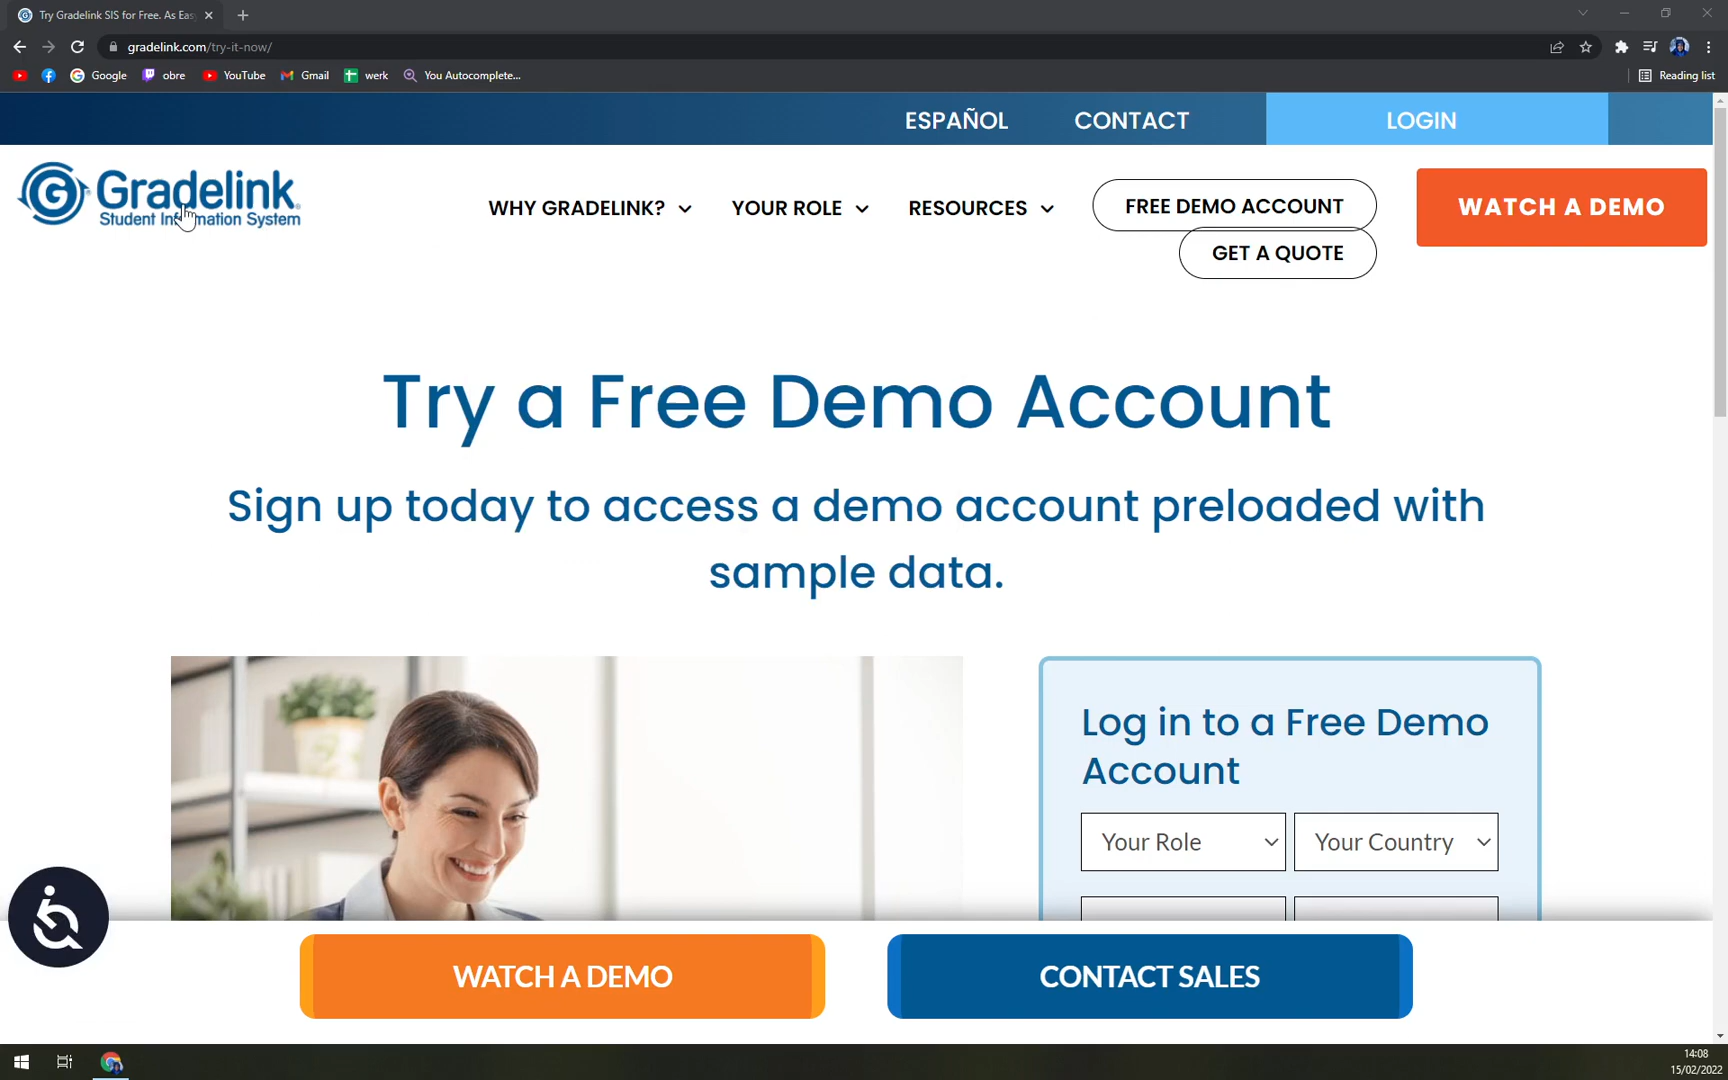 Try Gradelink SIS for Free. As Eas
gradelink.com/try-it-now/
Google
obre
YouTube
Gmail
werk
You Autocomplete...
Reading list
ESPAÑOL
CONTACT
LOGIN
G Gradelink
Student Information System
WHY GRADELINK?
YOUR ROLE
RESOURCES
FREE DEMO ACCOUNT
GET A QUOTE
WATCH A DEMO
Try a Free Demo Account
Sign up today to access a demo account preloaded with
sample data.
Log in to a Free Demo
Account
Your Role
Your Country
WATCH A DEMO
CONTACT SALES
14:08
15/02/2022